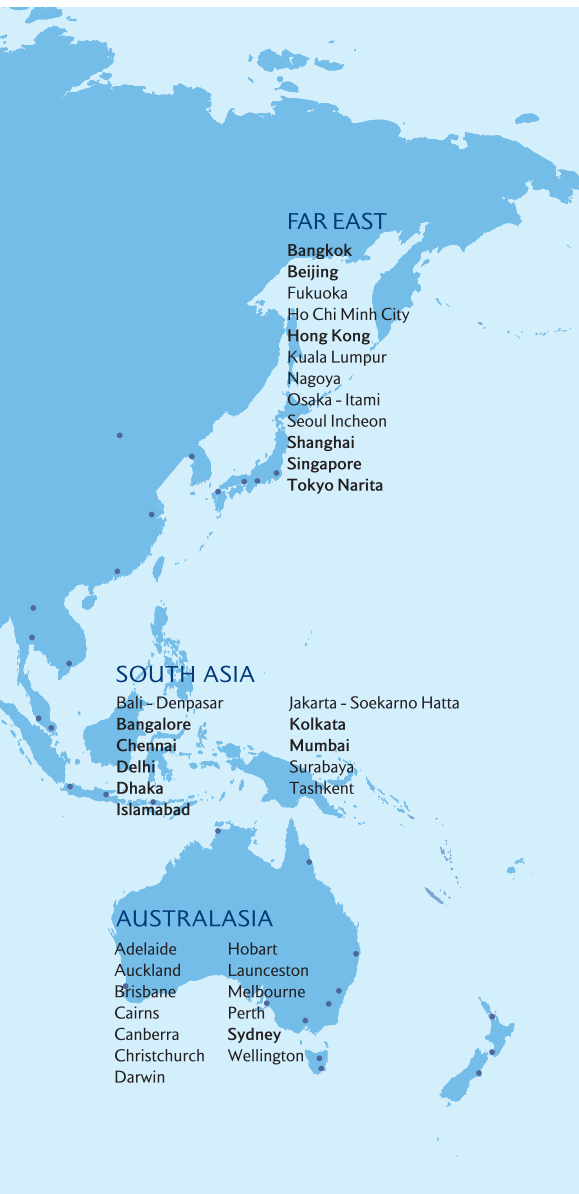 FAR EAST
Bangkok
Beijing
Fukuoka
Ho Chi Minh City
Hong Kong
Kuala Lumpur
Nagoya
Osaka - Itami
Seoul Incheon
Shanghai
Singapore
Tokyo Narita
SOUTH ASIA
Bali - Denpasar
Bangalore
Chennai
Delhi
Dhaka
Islamabad
Jakarta - Soekarno Hatta
Kolkata
Mumbai
Surabaya
Tashkent
AUSTRALASIA
Adelaide
Auckland
Brisbane
Cairns
Canberra
Christchurch
Darwin
Hobart
Launceston
Melbourne
Perth
Sydney
Wellington